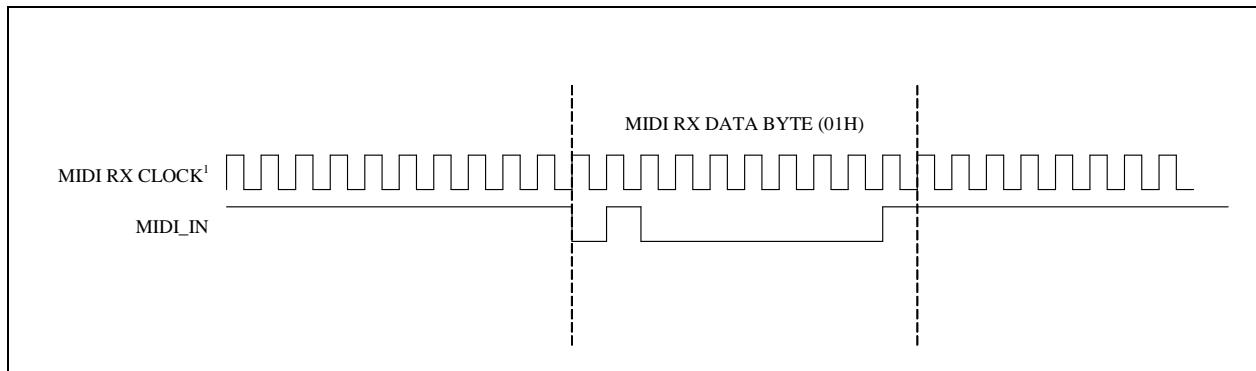 MIDI RX DATA BYTE (01H)
MIDI RX CLOCK¹
MIDI_IN